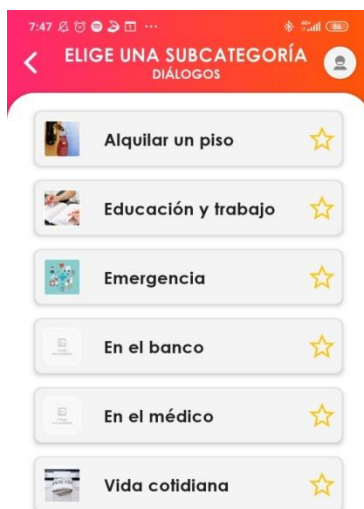 7:47
86
ELIGE UNA SUBCATEGORÍA
DIÁLOGOS
Alquilar un piso
Educación y trabajo
Emergencia
En el banco
En el médico
Vida cotidiana